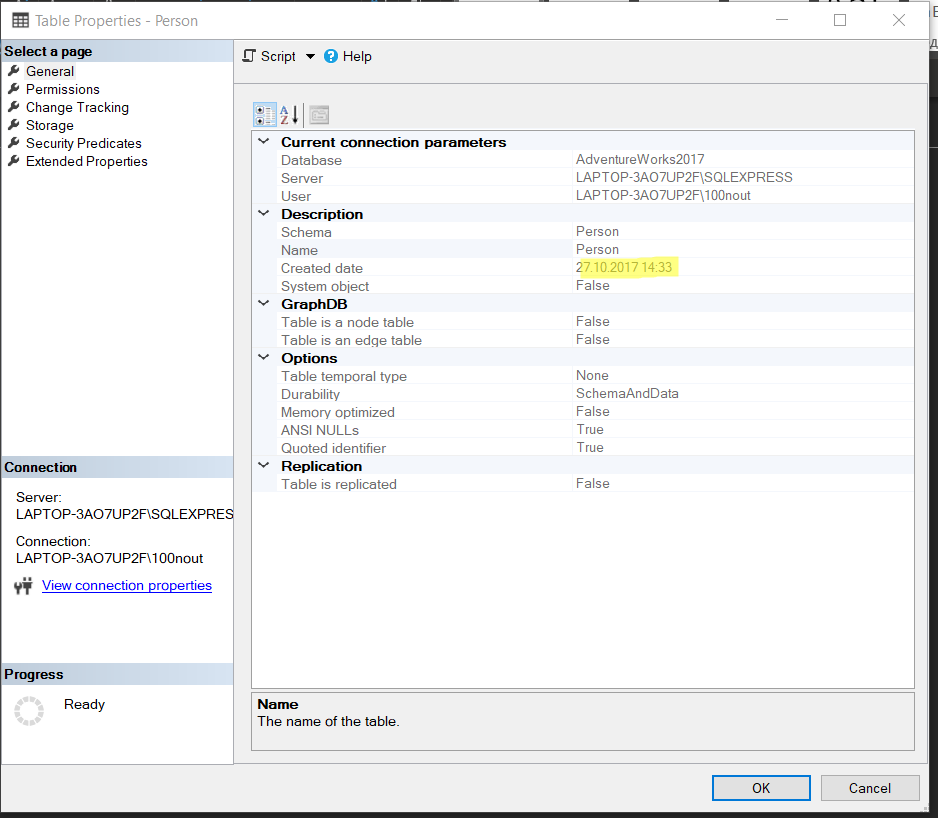 Table Properties - Person
Select a page
General
Permissions
Change Tracking
Storage
Security Predicates
Extended Properties
Script
Help
Current connection parameters
Database AdventureWorks2017
Server LAPTOP-3AO7UP2F\SQLEXPRESS
User LAPTOP-3AO7UP2F\100nout
Description
Schema Person
Name Person
Created date 27.10.2017 14:33
System object False
GraphDB
Table is a node table False
Table is an edge table False
Options
Table temporal type None
Durability SchemaAndData
Memory optimized False
ANSI NULLs True
Quoted identifier True
Replication
Table is replicated False
Connection
Server:
LAPTOP-3AO7UP2F\SQLEXPRES
Connection:
LAPTOP-3AO7UP2F\100nout
View connection properties
Progress
Ready
Name
The name of the table.
OK Cancel